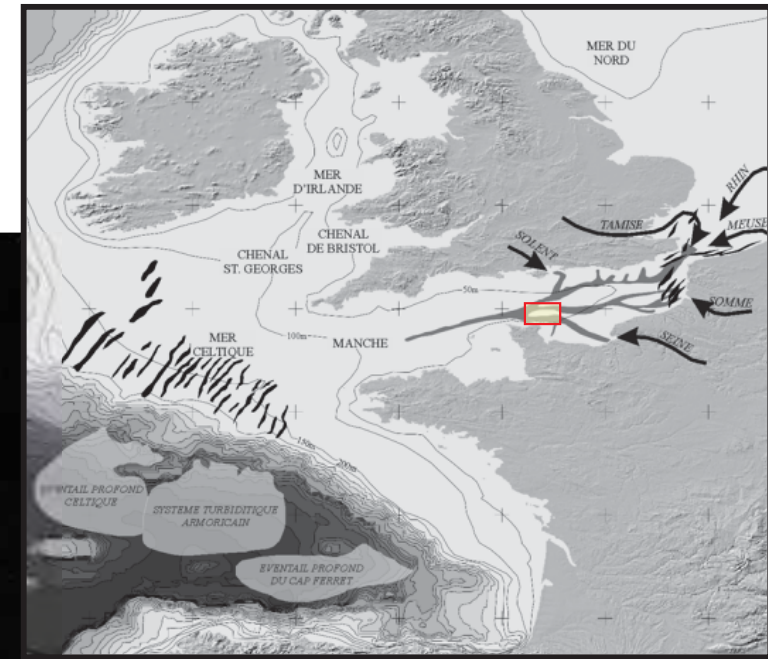 MER DU
NORD
RHIN
MER
D'IRLANDE
TAMISE
MEUSE
SOLENT
CHENAL
DE BRISTOL
CHENAL
ST. GEORGES
50m
SOMME
100m
MER
CELTIQUE
MANCHE
SEINE
150m
200m
PROFOND
CELTIQUE
SYSTEME TURBIDITIQUE
ARMORICAIN
EVENTAIL PROFOND
DU CAP FERRET